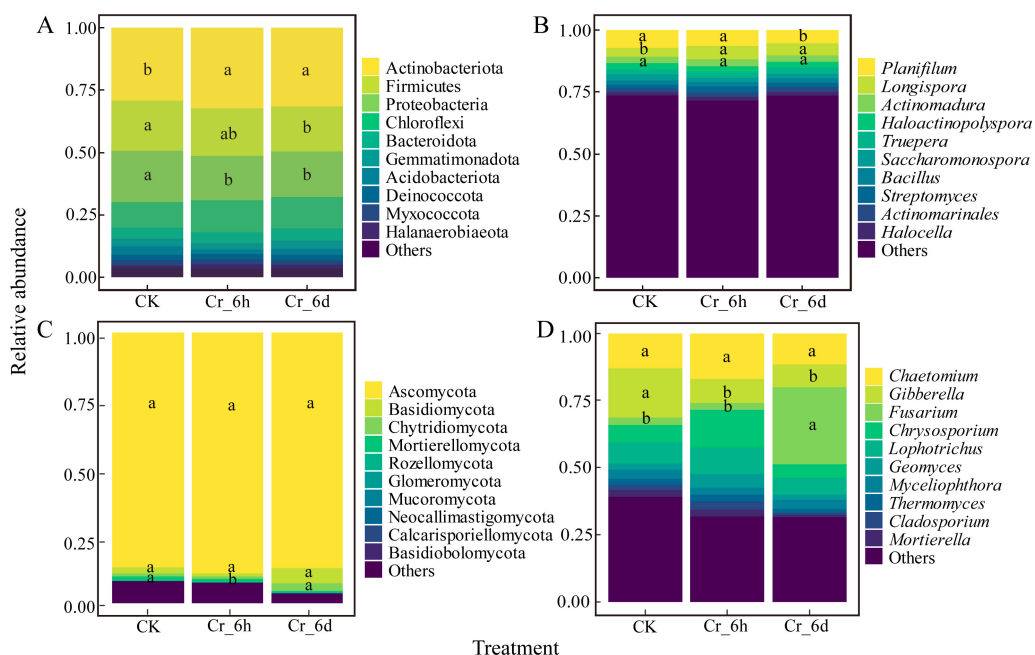 A
1.00
0.75
0.50
0.25
0.00
b a a
a ab b
a b b
CK Cr_6h Cr_6d
Actinobacteriota
Firmicutes
Proteobacteria
Chloroflexi
Bacteroidota
Gemmatimonadota
Acidobacteriota
Deinococcota
Myxococcota
Halanaerobiaeota
Others
B
1.00
0.75
0.50
0.25
0.00
a a b
b a a
a a a
CK Cr_6h Cr_6d
Planifilum
Longispora
Actinomadura
Haloactinopolyspora
Truepera
Saccharomonospora
Bacillus
Streptomyces
Actinomarinales
Halocella
Others
Relative abundance
C
1.00
0.75
0.50
0.25
0.00
a a a
a a a
a b a
CK Cr_6h Cr_6d
Ascomycota
Basidiomycota
Chytridiomycota
Mortierellomycota
Rozellomycota
Glomeromycota
Mucoromycota
Neocallimastigomycota
Calcarisporiellomycota
Basidiobolomycota
Others
D
1.00
0.75
0.50
0.25
0.00
a a a
a b b
b b a
CK Cr_6h Cr_6d
Chaetomium
Gibberella
Fusarium
Chrysosporium
Lophotrichus
Geomyces
Myceliophthora
Thermomyces
Cladosporium
Mortierella
Others
Treatment